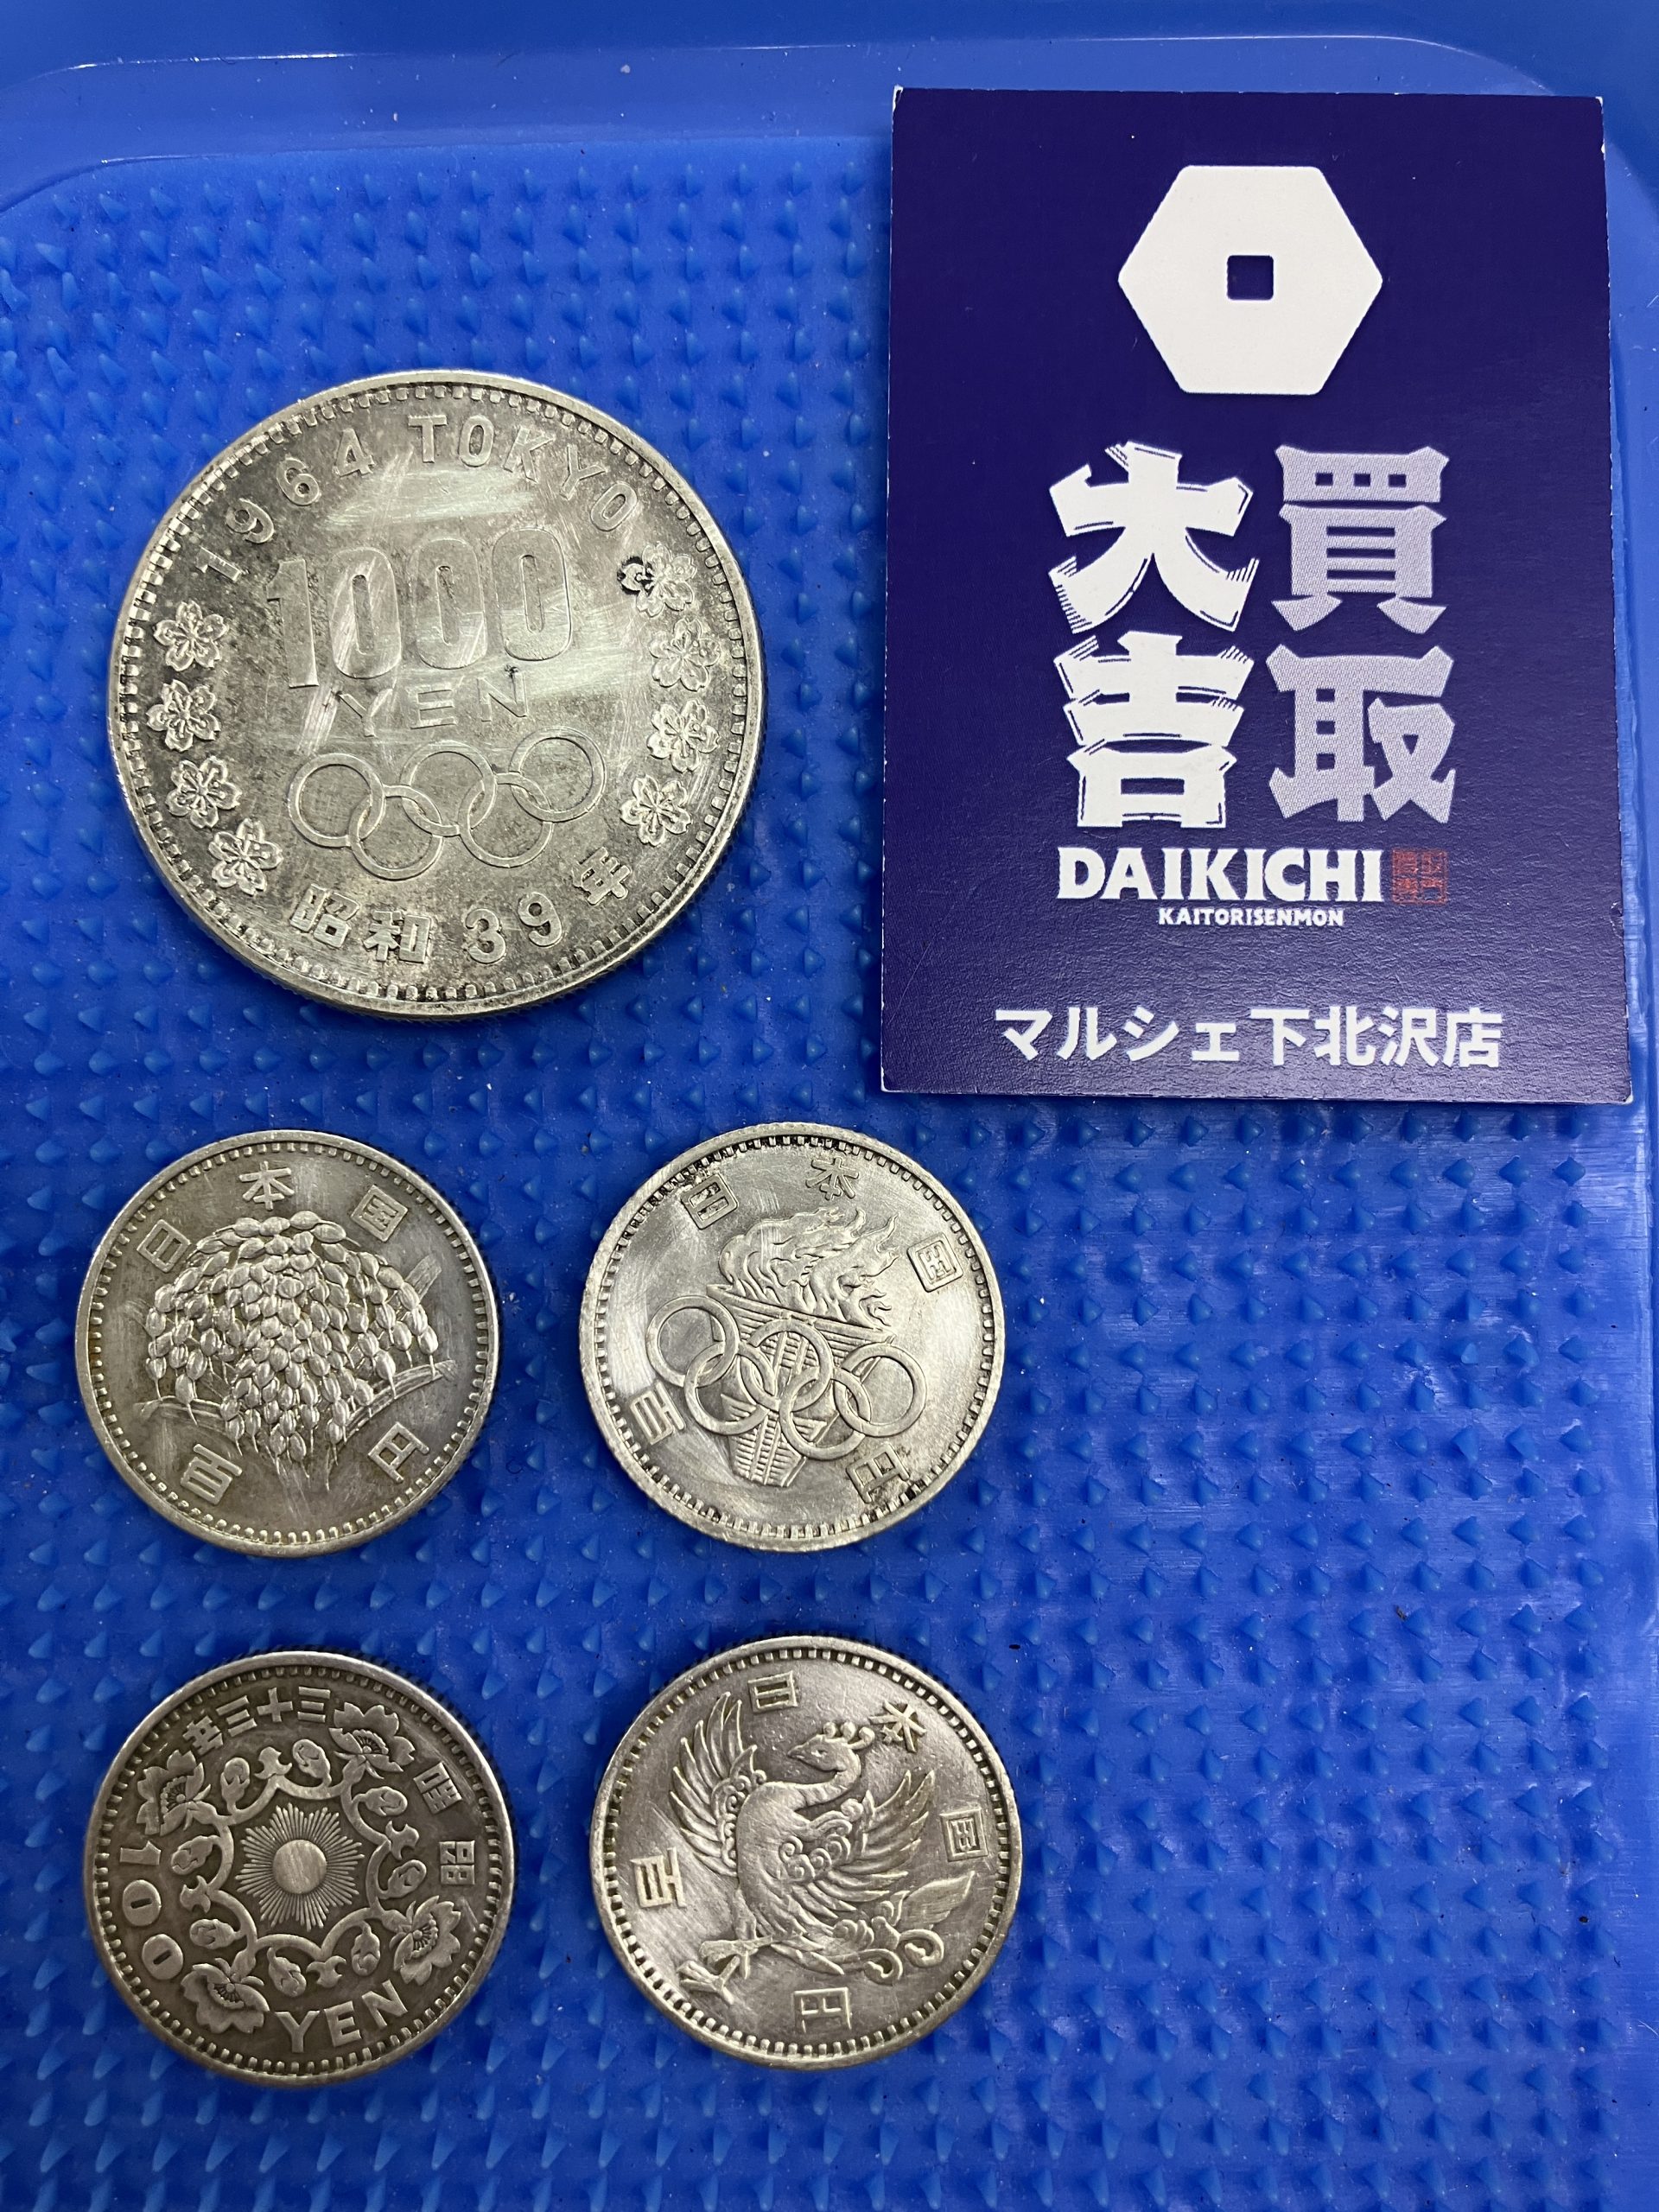 1964 TOKYO
1000
YEN
昭和 39 年
買取
大吉
DAIKICHI
KAITORISENMON
マルシェ下北沢店
日本国
百円
日本国
百円
昭和三十三年
100 YEN
日本国
百円